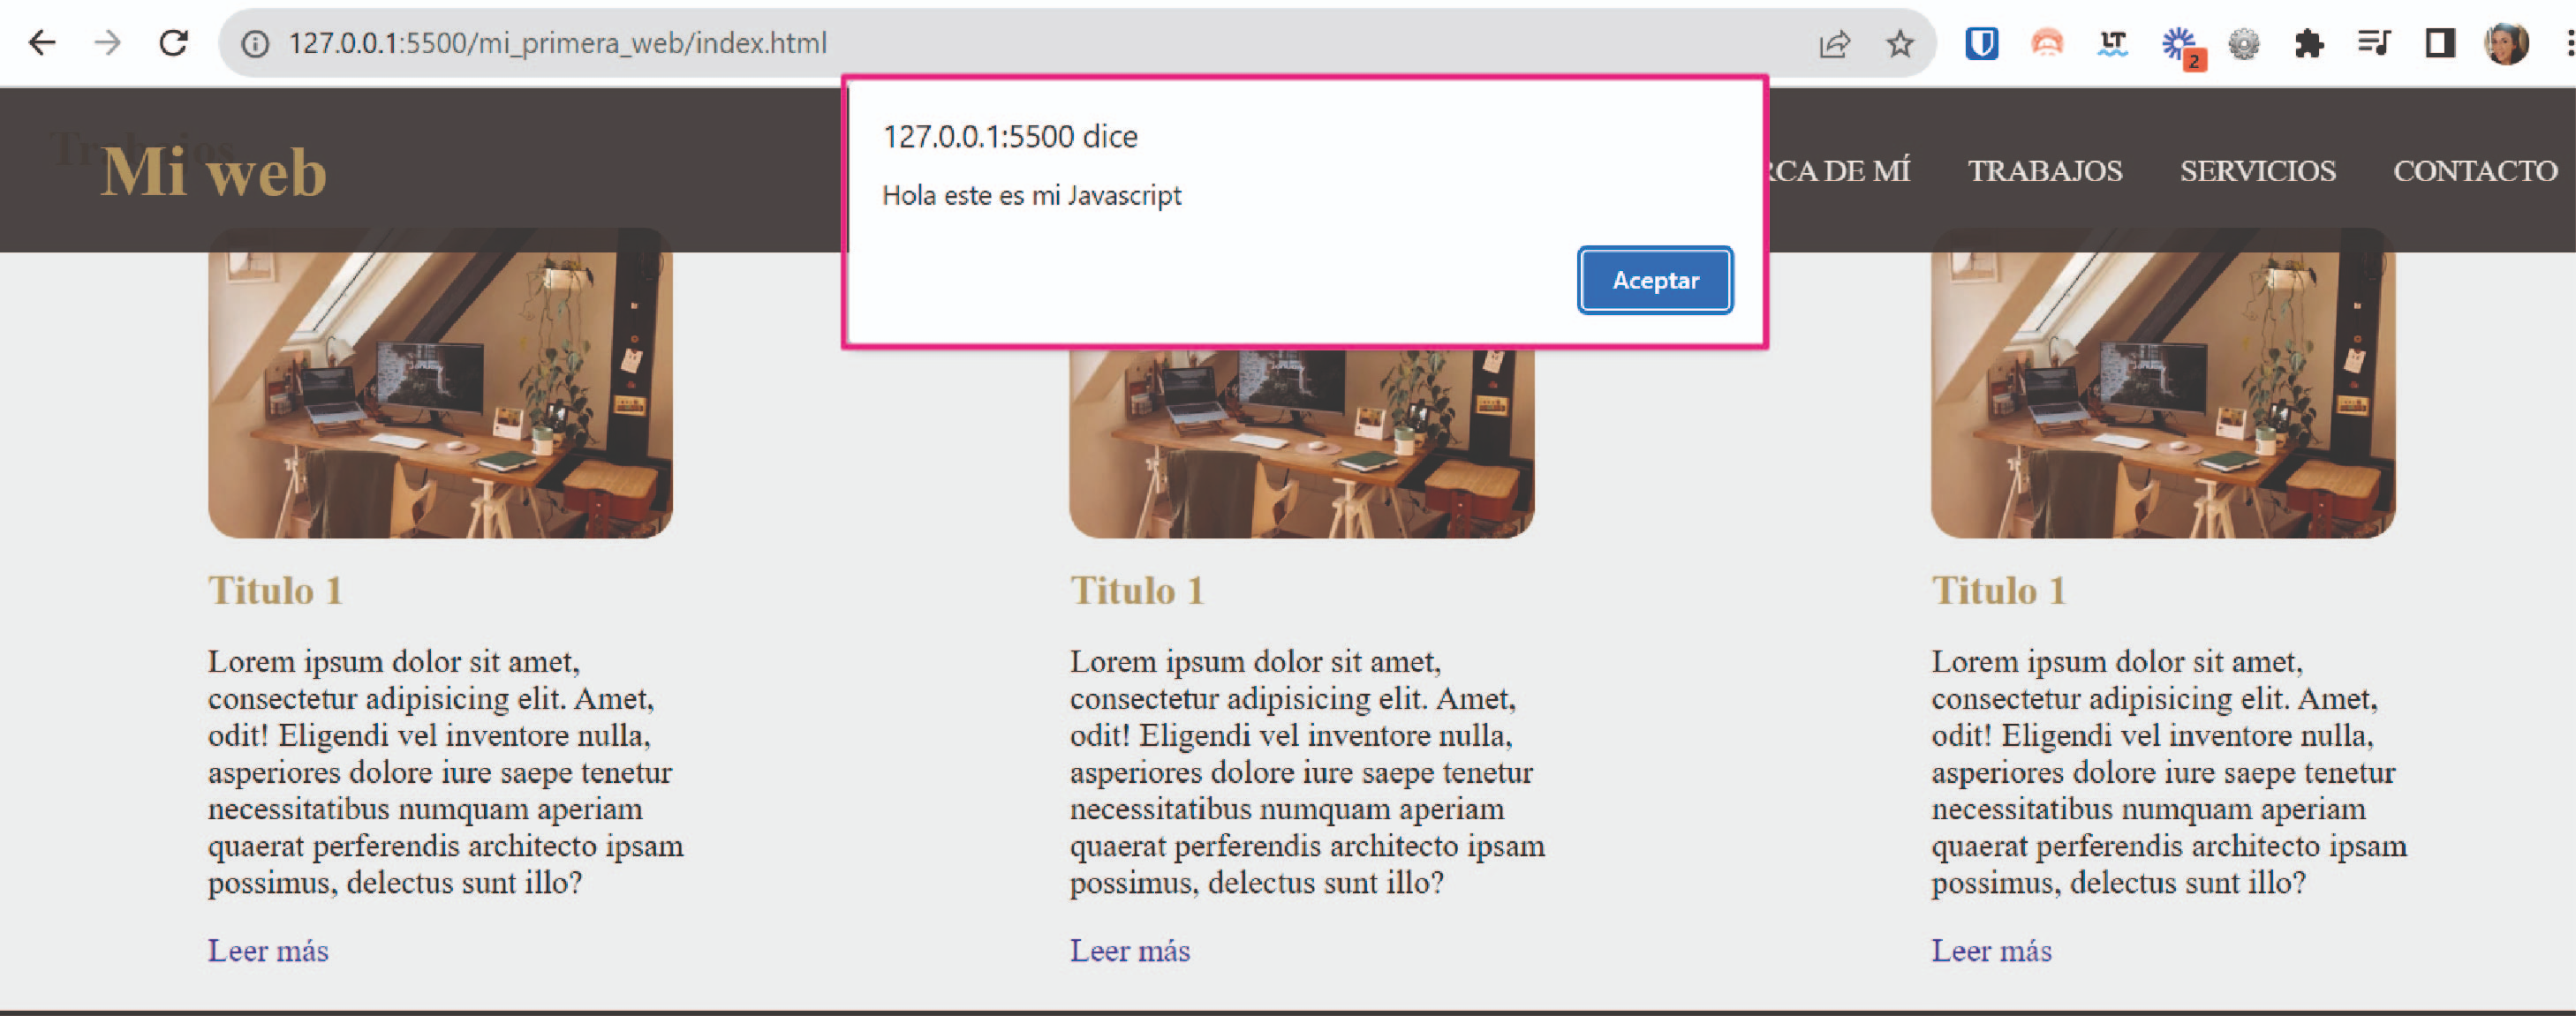 127.0.0.1:5500/mi_primera_web/index.html
LT
2
127.0.0.1:5500 dice
Hola este es mi Javascript
Aceptar
Trabajos
Mi web
RCA DE MÍ TRABAJOS SERVICIOS CONTACTO
Titulo 1
Lorem ipsum dolor sit amet,
consectetur adipisicing elit. Amet,
odit! Eligendi vel inventore nulla,
asperiores dolore iure saepe tenetur
necessitatibus numquam aperiam
quaerat perferendis architecto ipsam
possimus, delectus sunt illo?
Leer más
Titulo 1
Lorem ipsum dolor sit amet,
consectetur adipisicing elit. Amet,
odit! Eligendi vel inventore nulla,
asperiores dolore iure saepe tenetur
necessitatibus numquam aperiam
quaerat perferendis architecto ipsam
possimus, delectus sunt illo?
Leer más
Titulo 1
Lorem ipsum dolor sit amet,
consectetur adipisicing elit. Amet,
odit! Eligendi vel inventore nulla,
asperiores dolore iure saepe tenetur
necessitatibus numquam aperiam
quaerat perferendis architecto ipsam
possimus, delectus sunt illo?
Leer más